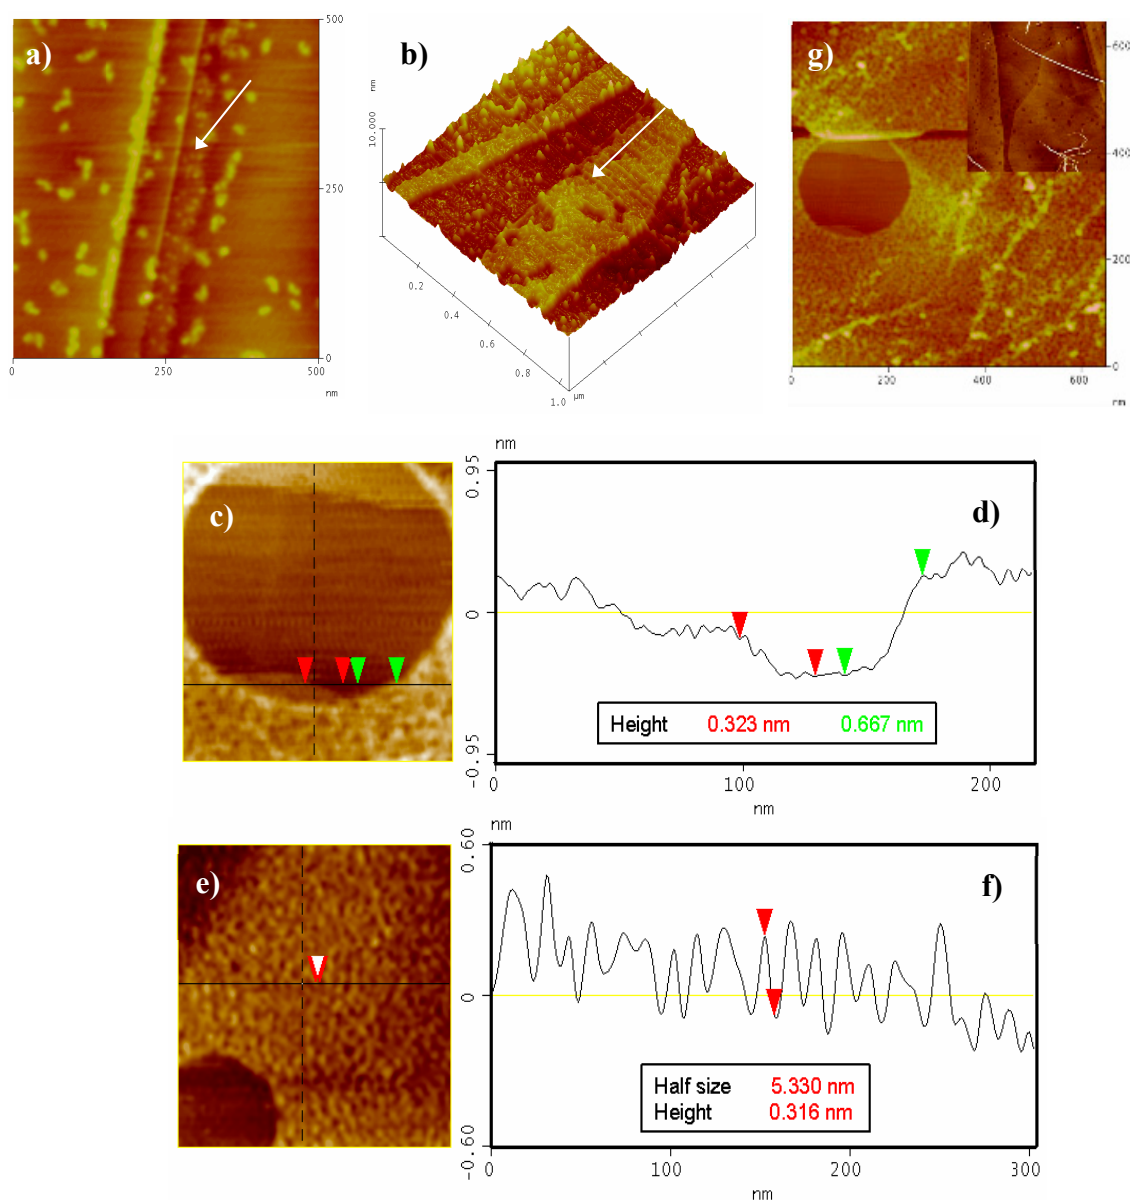 a)
500
250
0
0
250
500
nm
b)
nm
10.000
0.2
0.4
0.6
0.8
1.0
µm
g)
600
400
200
0
0
200
400
600
nm
c)
nm
0.95
0
-0.95
d)
Height 0.323 nm 0.667 nm
0
100
200
nm
e)
nm
0.60
0
-0.60
f)
Half size 5.330 nm
Height 0.316 nm
0
100
200
300
nm